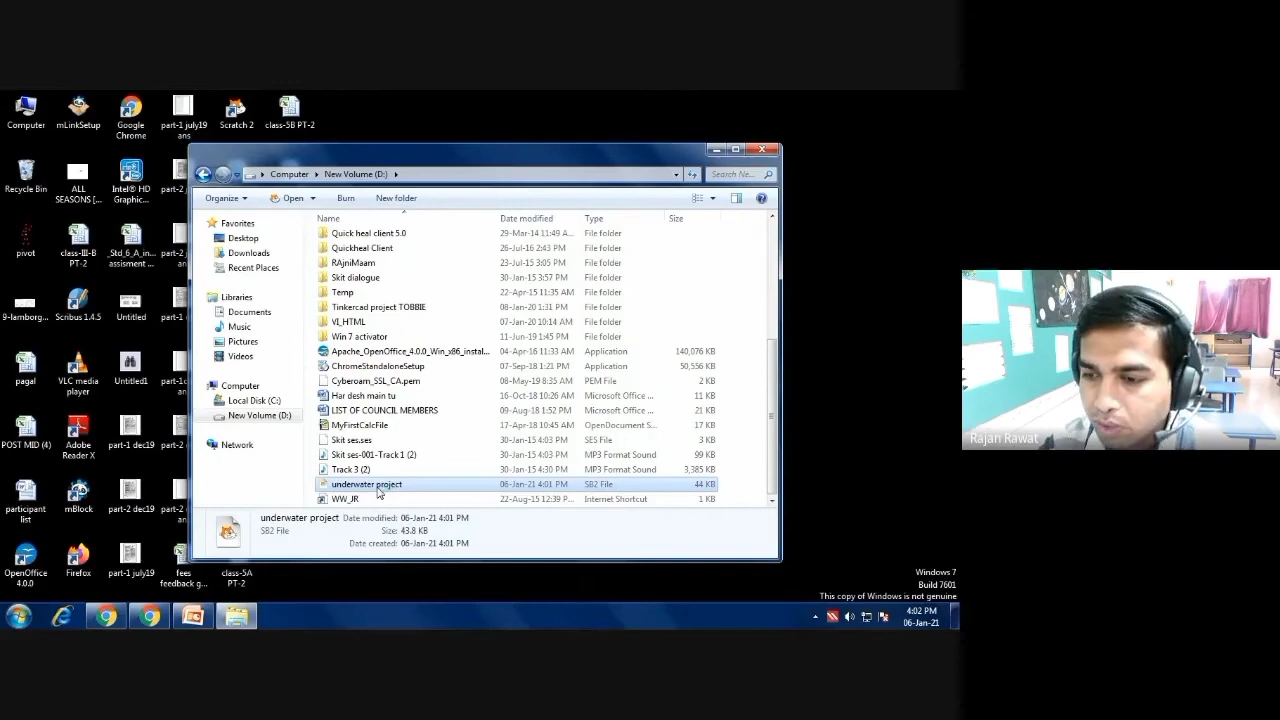 Computer
mLinkSetup
Google
Chrome
part-1 july19
ans
Scratch 2
class-5B PT-2
Recycle Bin
ALL
SEASONS [...
Intel® HD
Graphic...
part-2
pivot
class-III-B
PT-2
_Std_6_A_in...
assisment ...
part-2
9-lamborg...
Scribus 1.4.5
Untitled
part-1
pagal
VLC media
player
Untitled1
POST MID (4)
Adobe
Reader X
part-1 dec19
part-2
participant
list
mBlock
part-2 dec19
OpenOffice
4.0.0
Firefox
part-1 july19
fees
feedback g...
class-5A
PT-2
Computer
New Volume (D:)
Search Ne...
Organize
Open
Burn
New folder
Favorites
Desktop
Downloads
Recent Places
Libraries
Documents
Music
Pictures
Videos
Computer
Local Disk (C:)
New Volume (D:)
Network
Name Date modified Type Size
Quick heal client 5.0 29-Mar-14 11:49 A... File folder
Quickheal Client 26-Jul-16 2:43 PM File folder
RAjniMaam 23-Jul-15 3:05 PM File folder
Skit dialogue 30-Jan-15 3:57 PM File folder
Temp 22-Apr-15 11:35 AM File folder
Tinkercad project TOBBIE 08-Jan-20 1:31 PM File folder
VI_HTML 07-Jan-20 10:14 AM File folder
Win 7 activator 11-Jun-19 1:45 PM File folder
Apache_OpenOffice_4.0.0_Win_x86_instal... 04-Apr-16 11:33 AM Application 140,076 KB
ChromeStandaloneSetup 07-Sep-18 1:21 PM Application 50,556 KB
Cyberoam_SSL_CA.pem 08-May-19 8:35 AM PEM File 2 KB
Har desh main tu 16-Oct-18 10:26 AM Microsoft Office ... 11 KB
LIST OF COUNCIL MEMBERS 09-Aug-18 1:52 PM Microsoft Office ... 21 KB
MyFirstCalcFile 17-Apr-18 10:45 AM OpenDocument S... 17 KB
Skit ses.ses 30-Jan-15 4:03 PM SES File 3 KB
Skit ses-001-Track 1 (2) 30-Jan-15 4:03 PM MP3 Format Sound 99 KB
Track 3 (2) 30-Jan-15 4:30 PM MP3 Format Sound 3,385 KB
underwater project 06-Jan-21 4:01 PM SB2 File 44 KB
WW_JR 22-Aug-15 12:39 P... Internet Shortcut 1 KB
underwater project Date modified: 06-Jan-21 4:01 PM
SB2 File Size: 43.8 KB
Date created: 06-Jan-21 4:01 PM
Windows 7
Build 7601
This copy of Windows is not genuine
4:02 PM
06-Jan-21
Rajan Rawat